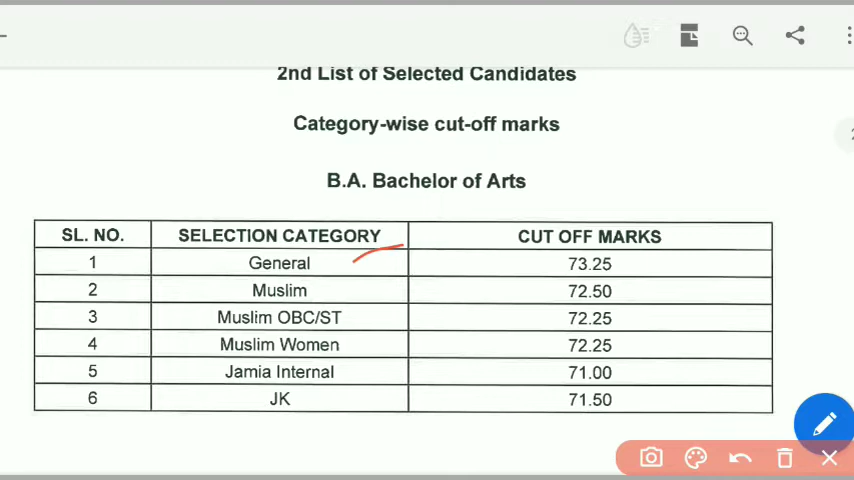 2nd List of Selected Candidates
Category-wise cut-off marks
B.A. Bachelor of Arts
SL. NO. SELECTION CATEGORY CUT OFF MARKS
1 General 73.25
2 Muslim 72.50
3 Muslim OBC/ST 72.25
4 Muslim Women 72.25
5 Jamia Internal 71.00
6 JK 71.50